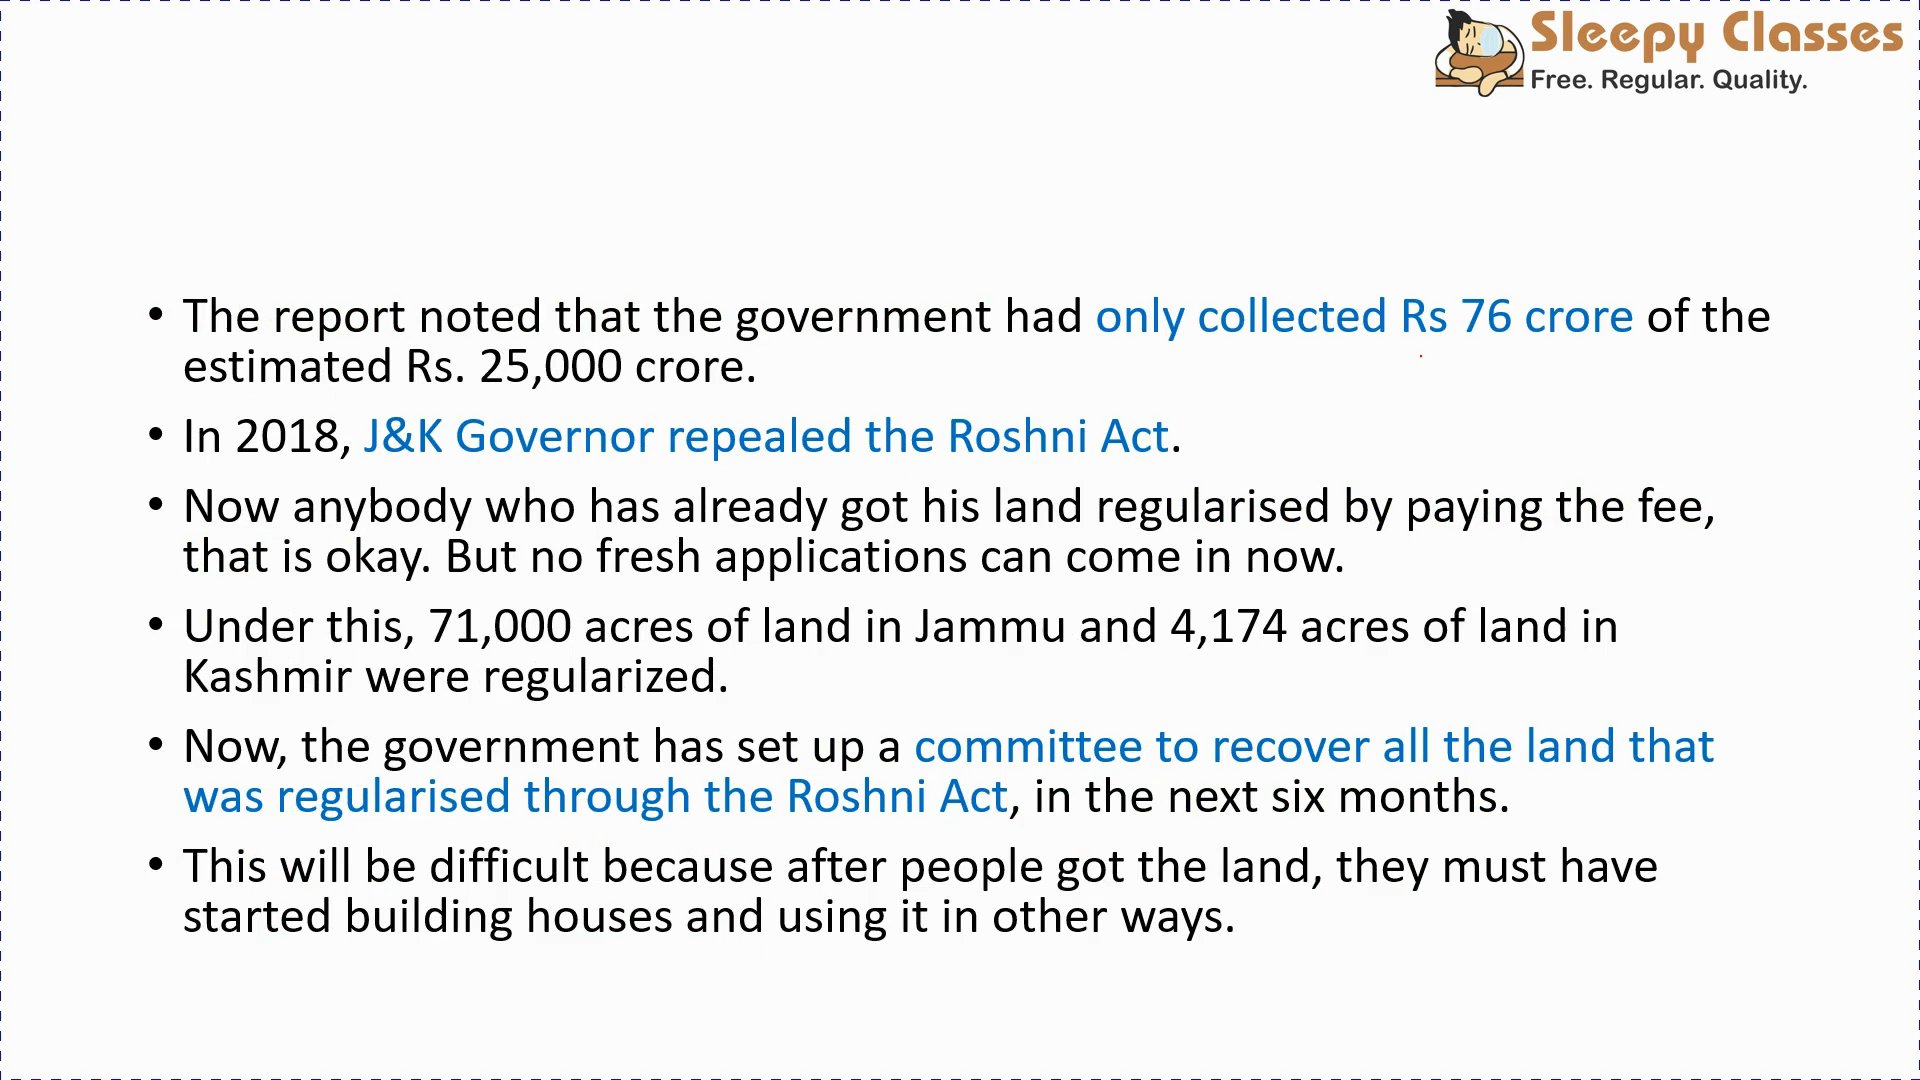 Sleepy Classes
Free. Regular. Quality.
• The report noted that the government had only collected Rs 76 crore of the
estimated Rs. 25,000 crore.
• In 2018, J&K Governor repealed the Roshni Act.
• Now anybody who has already got his land regularised by paying the fee,
that is okay. But no fresh applications can come in now.
• Under this, 71,000 acres of land in Jammu and 4,174 acres of land in
Kashmir were regularized.
• Now, the government has set up a committee to recover all the land that
was regularised through the Roshni Act, in the next six months.
• This will be difficult because after people got the land, they must have
started building houses and using it in other ways.